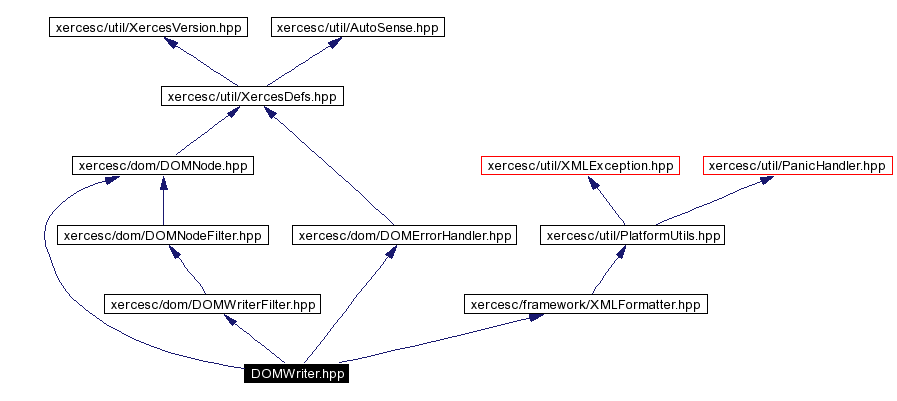 xercesc/util/XercesVersion.hpp
xercesc/util/AutoSense.hpp
xercesc/util/XercesDefs.hpp
xercesc/dom/DOMNode.hpp
xercesc/util/XMLException.hpp
xercesc/util/PanicHandler.hpp
xercesc/dom/DOMNodeFilter.hpp
xercesc/dom/DOMErrorHandler.hpp
xercesc/util/PlatformUtils.hpp
xercesc/dom/DOMWriterFilter.hpp
xercesc/framework/XMLFormatter.hpp
DOMWriter.hpp